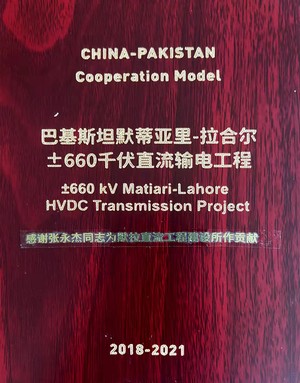 CHINA-PAKISTAN
Cooperation Model
巴基斯坦默蒂亚里-拉合尔
±660千伏直流输电工程
±660 kV Matiari-Lahore
HVDC Transmission Project
感谢张永杰同志为默拉直流工程建设所作贡献
2018-2021